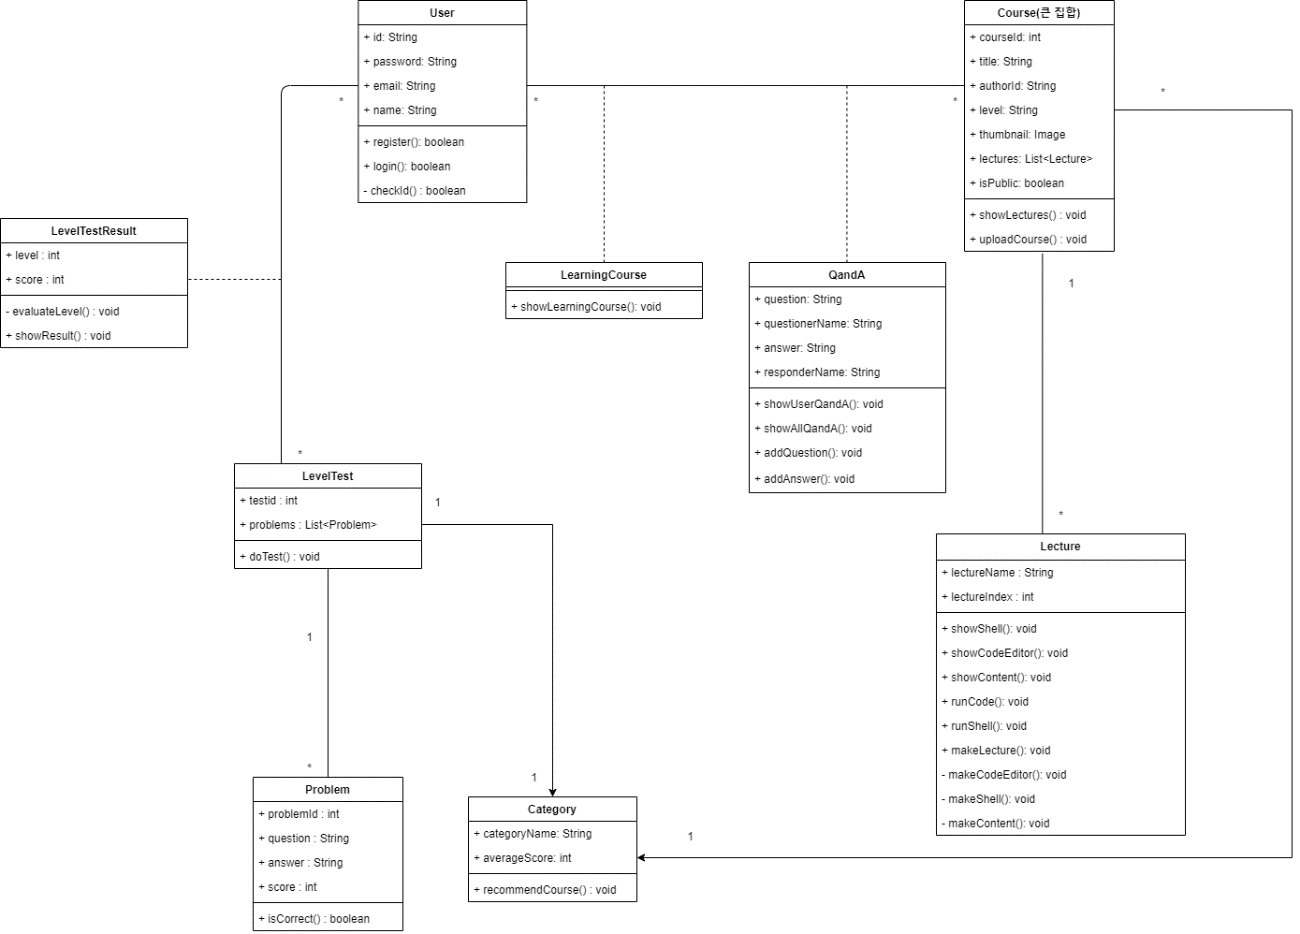 User
+ id: String
+ password: String
+ email: String
+ name: String
+ register(): boolean
+ login(): boolean
- checkId() : boolean
*
*
Course(큰 집합)
+ courseId: int
+ title: String
+ authorId: String
+ level: String
+ thumbnail: Image
+ lectures: List<Lecture>
+ isPublic: boolean
+ showLectures() : void
+ uploadCourse() : void
*
*
1
LevelTestResult
+ level : int
+ score : int
- evaluateLevel() : void
+ showResult() : void
LearningCourse
+ showLearningCourse(): void
QandA
+ question: String
+ questionerName: String
+ answer: String
+ responderName: String
+ showUserQandA(): void
+ showAllQandA(): void
+ addQuestion(): void
+ addAnswer(): void
*
LevelTest
+ testid : int
+ problems : List<Problem>
+ doTest() : void
1
1
*
*
Lecture
+ lectureName : String
+ lectureIndex : int
+ showShell(): void
+ showCodeEditor(): void
+ showContent(): void
+ runCode(): void
+ runShell(): void
+ makeLecture(): void
- makeCodeEditor(): void
- makeShell(): void
- makeContent(): void
Problem
+ problemId : int
+ question : String
+ answer : String
+ score : int
+ isCorrect() : boolean
1
Category
+ categoryName: String
+ averageScore: int
+ recommendCourse() : void
1